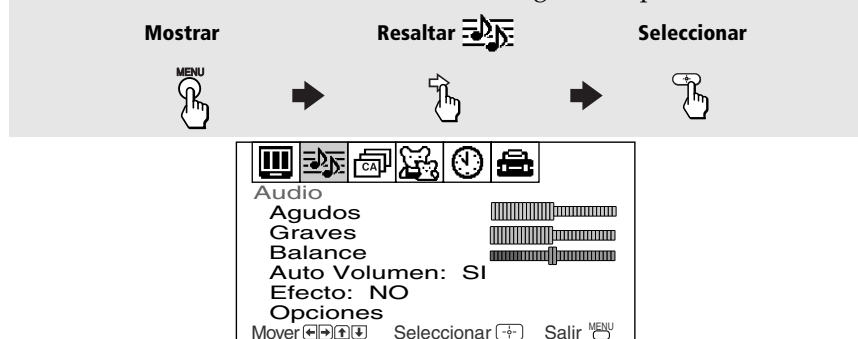 Mostrar Resaltar Seleccionar
MENU
CA
Audio
Agudos
Graves
Balance
Auto Volumen: SI
Efecto: NO
Opciones
Mover Seleccionar Salir MENU